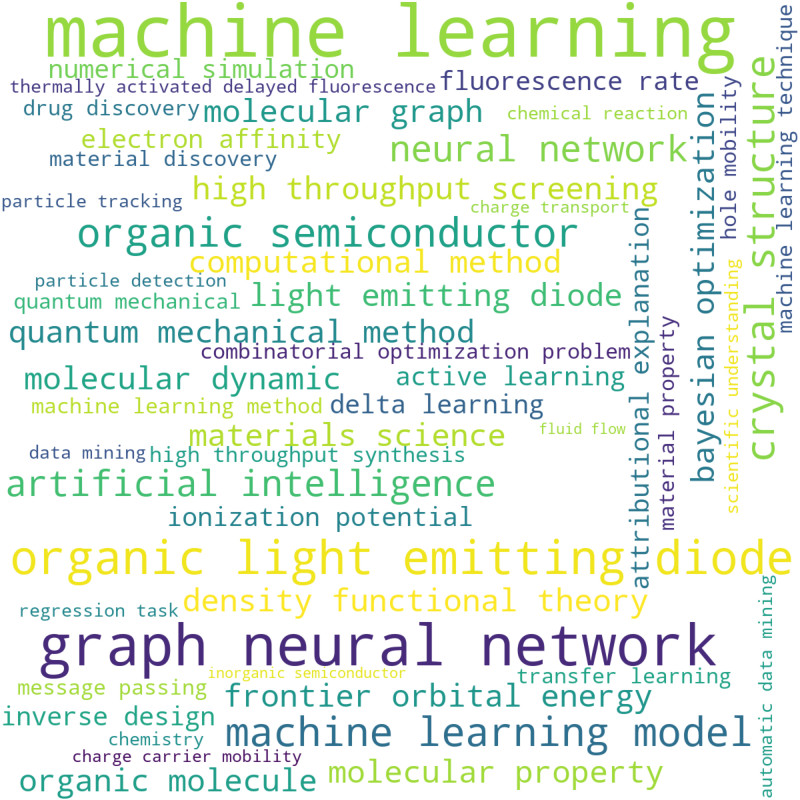 machine learning
numerical simulation
thermally activated delayed fluorescence
fluorescence rate
drug discovery
molecular graph
chemical reaction
electron affinity
neural network
material discovery
high throughput screening
particle tracking
charge transport
organic semiconductor
computational method
particle detection
quantum mechanical
light emitting diode
quantum mechanical method
combinatorial optimization problem
molecular dynamic
active learning
machine learning method
delta learning
materials science
fluid flow
data mining
high throughput synthesis
artificial intelligence
ionization potential
attributional explanation
material property
bayesian optimization
hole mobility
scientific understanding
crystal structure
machine learning technique
organic light emitting diode
density functional theory
regression task
graph neural network
inorganic semiconductor
transfer learning
message passing
frontier orbital energy
inverse design
chemistry
machine learning model
charge carrier mobility
organic molecule
molecular property
automatic data mining